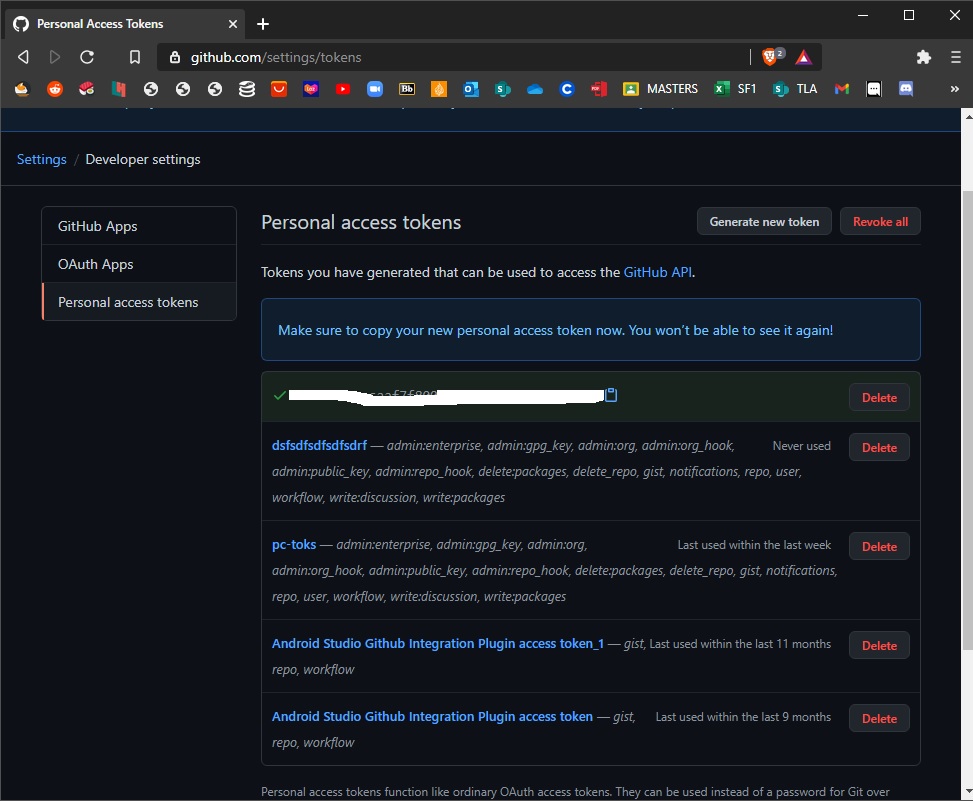 Personal Access Tokens
github.com/settings/tokens
2
Bb
MASTERS
SF1
TLA
Settings / Developer settings
GitHub Apps
OAuth Apps
Personal access tokens
Personal access tokens
Generate new token
Revoke all
Tokens you have generated that can be used to access the GitHub API.
Make sure to copy your new personal access token now. You won't be able to see it again!
Delete
dsfsdfsdfsdfsdrf — admin:enterprise, admin:gpg_key, admin:org, admin:org_hook,
Never used
Delete
admin:public_key, admin:repo_hook, delete:packages, delete_repo, gist, notifications, repo, user,
workflow, write:discussion, write:packages
pc-toks — admin:enterprise, admin:gpg_key, admin:org,
Last used within the last week
Delete
admin:org_hook, admin:public_key, admin:repo_hook, delete:packages, delete_repo, gist, notifications,
repo, user, workflow, write:discussion, write:packages
Android Studio Github Integration Plugin access token_1 — gist,
Last used within the last 11 months
Delete
repo, workflow
Android Studio Github Integration Plugin access token — gist,
Last used within the last 9 months
Delete
repo, workflow
Personal access tokens function like ordinary OAuth access tokens. They can be used instead of a password for Git over